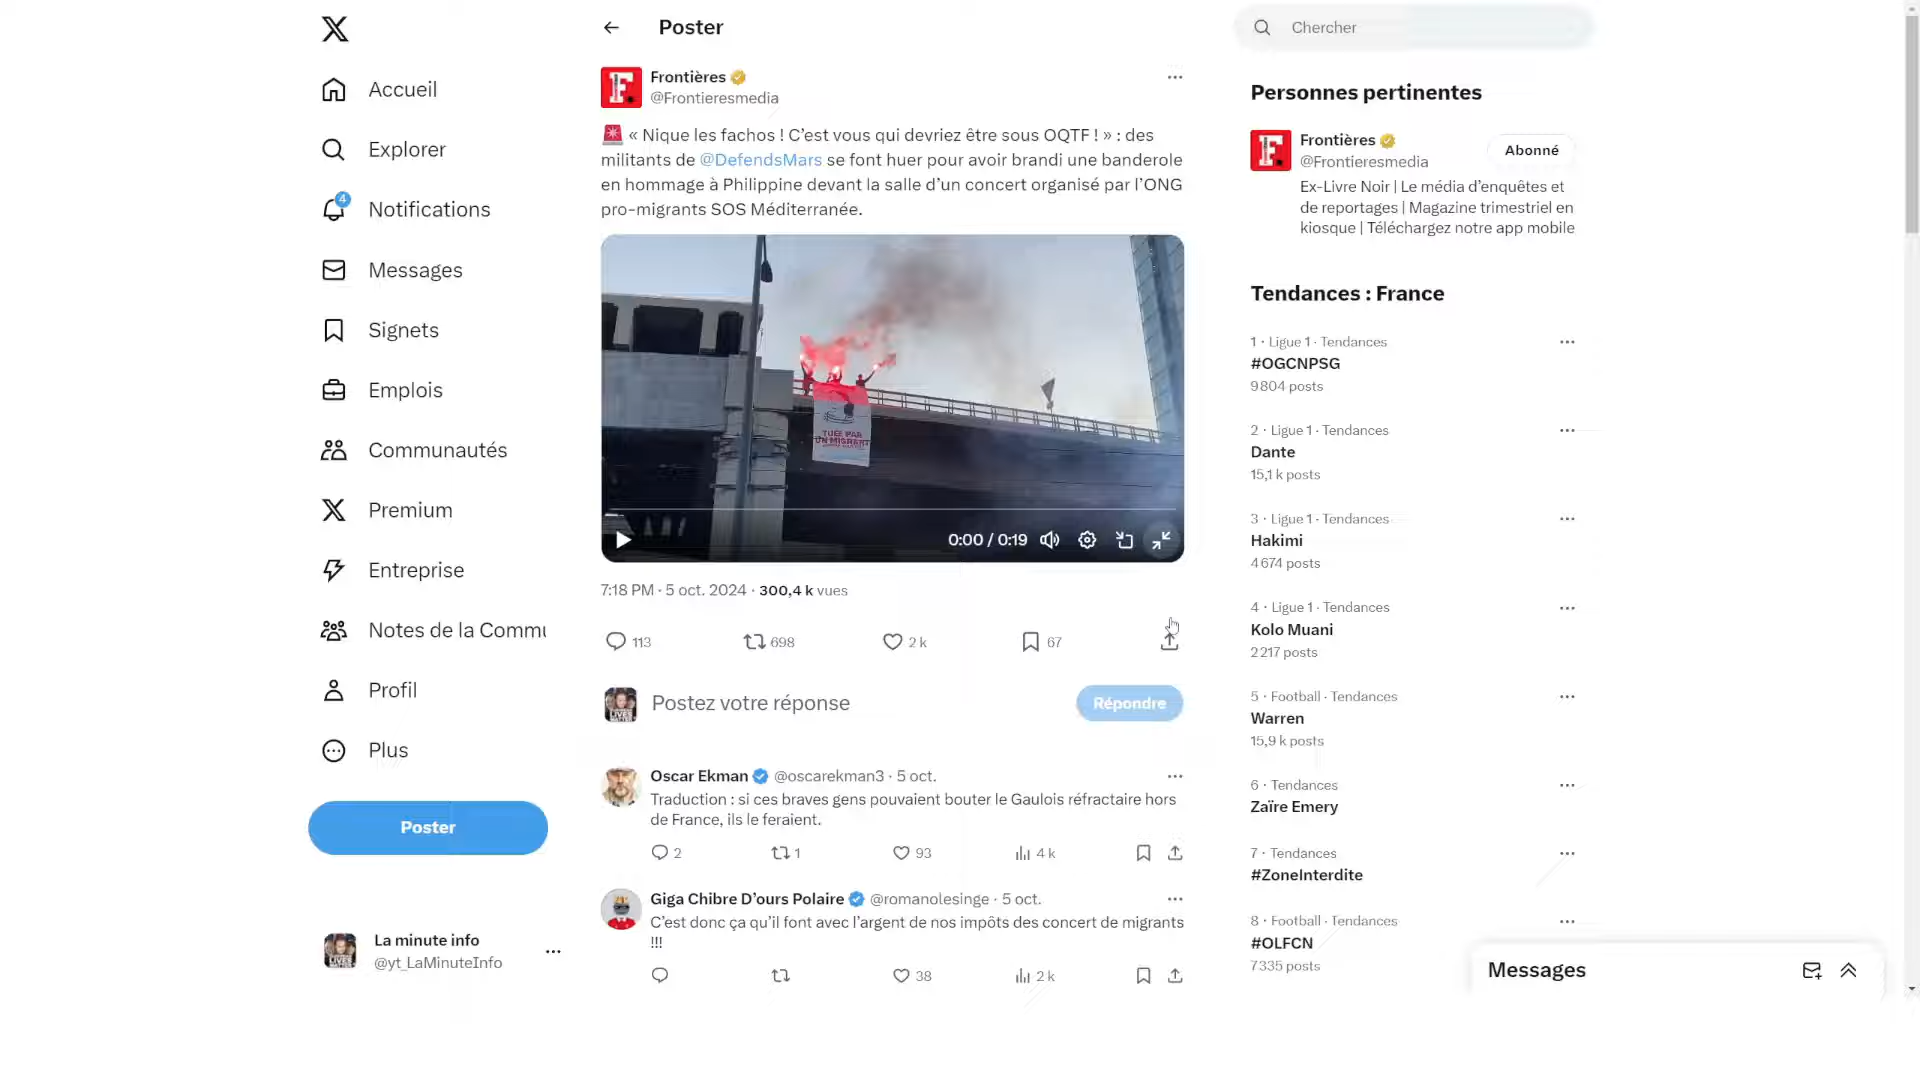 Accueil
Explorer
4
Notifications
Messages
Signets
Emplois
Communautés
Premium
Entreprise
Notes de la Commu
Profil
Plus
Poster
La minute info
@yt_LaMinuteInfo
Poster
Frontières
@Frontieresmedia
« Nique les fachos ! C’est vous qui devriez être sous OQTF ! » : des
militants de @DefendsMars se font huer pour avoir brandi une banderole
en hommage à Philippine devant la salle d’un concert organisé par l’ONG
pro-migrants SOS Méditerranée.
TUÉE PAR
UN MIGRANT
0:00 / 0:19
7:18 PM · 5 oct. 2024 · 300,4 k vues
113 698 2 k 67
Postez votre réponse
Répondre
Oscar Ekman @oscarekman3 · 5 oct.
Traduction : si ces braves gens pouvaient bouter le Gaulois réfractaire hors
de France, ils le feraient.
2 1 93 4 k
Giga Chibre D’ours Polaire @romanolesinge · 5 oct.
C’est donc ça qu’il font avec l’argent de nos impôts des concert de migrants
!!!
38 2 k
Chercher
Personnes pertinentes
Frontières
@Frontieresmedia
Abonné
Ex-Livre Noir | Le média d’enquêtes et
de reportages | Magazine trimestriel en
kiosque | Téléchargez notre app mobile
Tendances : France
1 · Ligue 1 · Tendances
#OGCNPSG
9 804 posts
2 · Ligue 1 · Tendances
Dante
15,1 k posts
3 · Ligue 1 · Tendances
Hakimi
4 674 posts
4 · Ligue 1 · Tendances
Kolo Muani
2 217 posts
5 · Football · Tendances
Warren
15,9 k posts
6 · Tendances
Zaïre Emery
7 · Tendances
#ZoneInterdite
8 · Football · Tendances
#OLFCN
7 335 posts
Messages